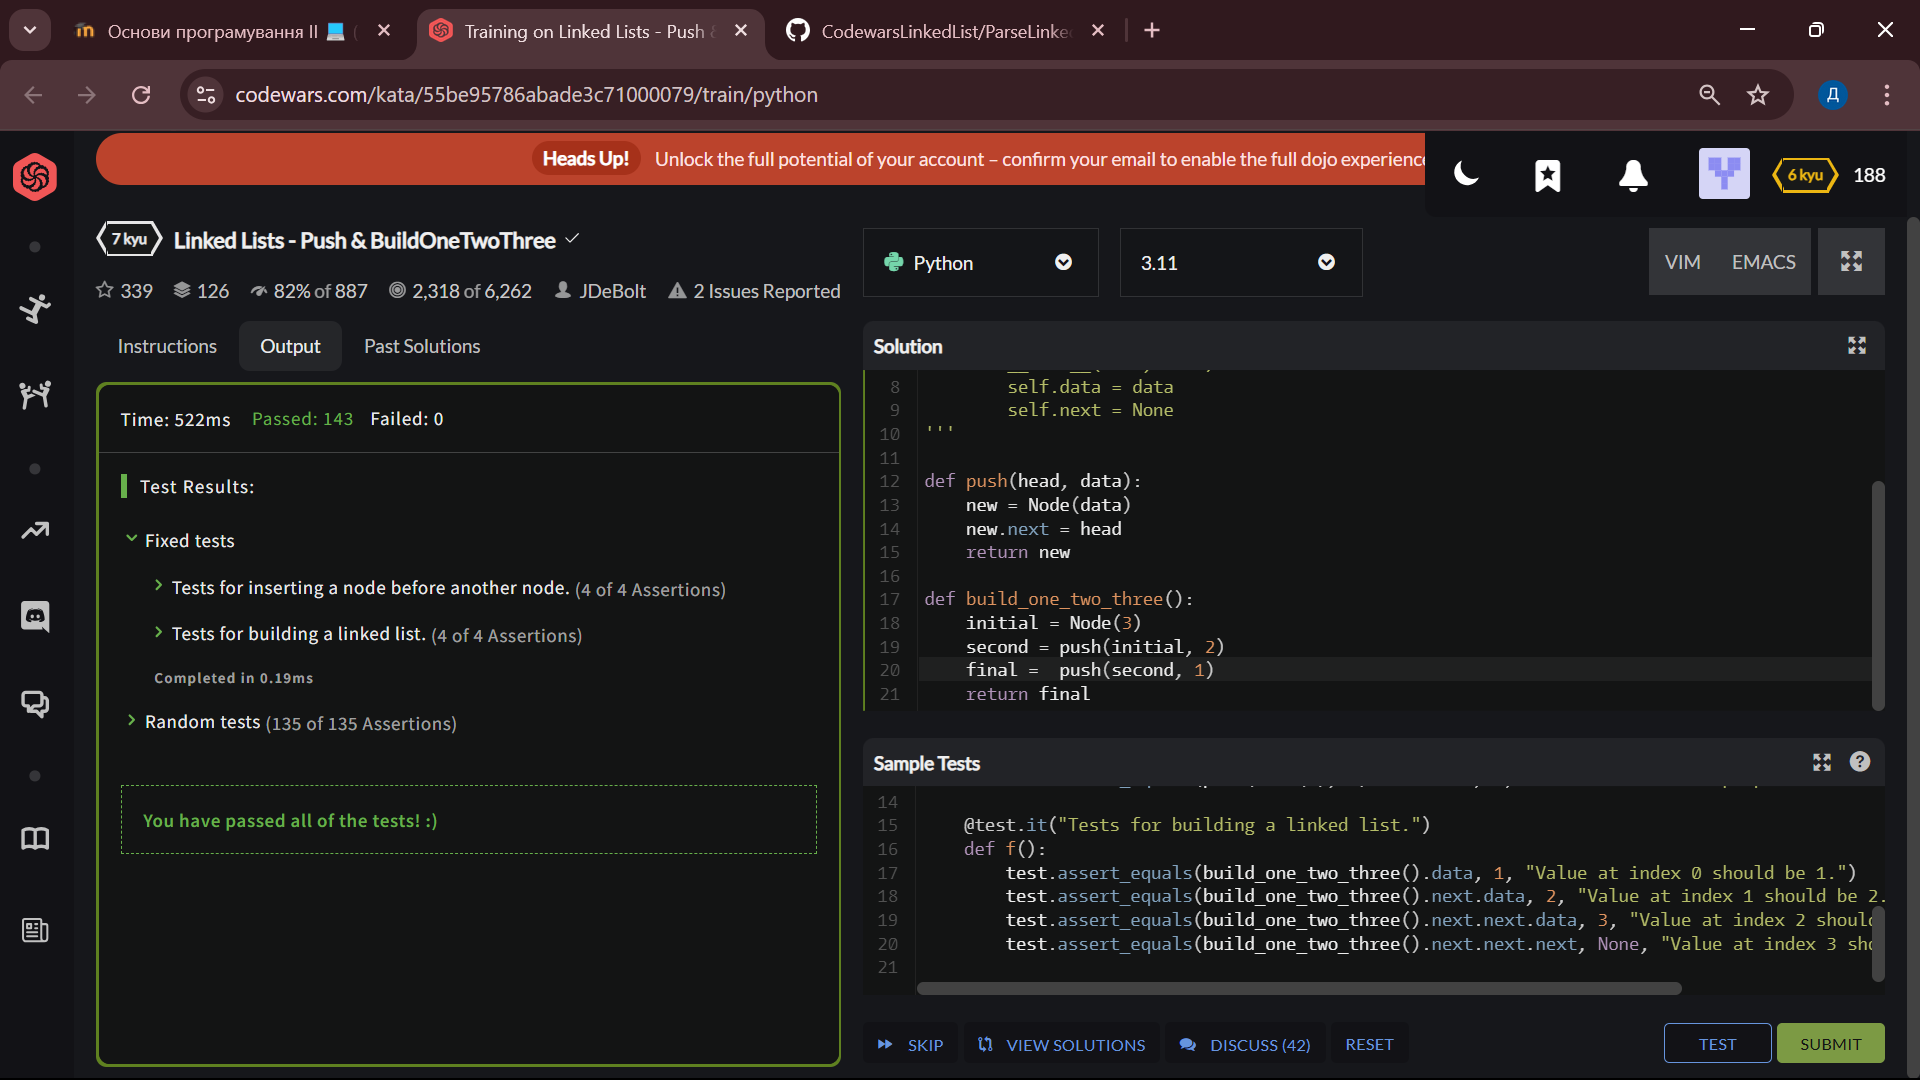 Основи програмування II 💻 (
Training on Linked Lists - Push &
CodewarsLinkedList/ParseLinke
codewars.com/kata/55be95786abade3c71000079/train/python
Д
Heads Up! Unlock the full potential of your account – confirm your email to enable the full dojo experience
6 kyu 188
7 kyu Linked Lists - Push & BuildOneTwoThree
339 126 82% of 887 2,318 of 6,262 JDeBolt 2 Issues Reported
Python
3.11
VIM EMACS
Instructions Output Past Solutions
Time: 522ms Passed: 143 Failed: 0
Test Results:
Fixed tests
Tests for inserting a node before another node. (4 of 4 Assertions)
Tests for building a linked list. (4 of 4 Assertions)
Completed in 0.19ms
Random tests (135 of 135 Assertions)
You have passed all of the tests! :)
Solution
8 self.data = data
9 self.next = None
10 '''
11
12 def push(head, data):
13 new = Node(data)
14 new.next = head
15 return new
16
17 def build_one_two_three():
18 initial = Node(3)
19 second = push(initial, 2)
20 final =  push(second, 1)
21 return final
Sample Tests
14
15 @test.it("Tests for building a linked list.")
16 def f():
17 test.assert_equals(build_one_two_three().data, 1, "Value at index 0 should be 1.")
18 test.assert_equals(build_one_two_three().next.data, 2, "Value at index 1 should be 2.
19 test.assert_equals(build_one_two_three().next.next.data, 3, "Value at index 2 should
20 test.assert_equals(build_one_two_three().next.next.next, None, "Value at index 3 sho
21
SKIP VIEW SOLUTIONS DISCUSS (42) RESET
TEST SUBMIT